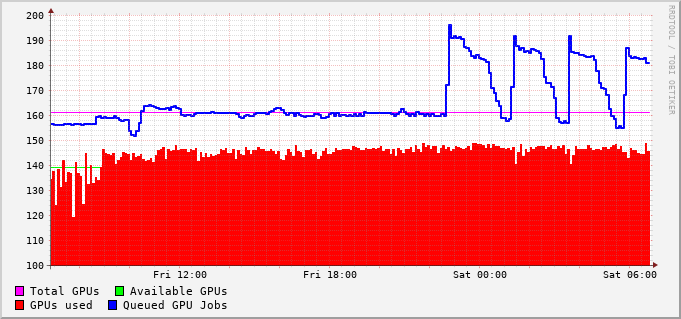 200
190
180
170
160
150
140
130
120
110
100
Fri 12:00 Fri 18:00 Sat 00:00 Sat 06:00
Total GPUs Available GPUs
GPUs used Queued GPU Jobs
RRDTOOL / TOBI OETIKER